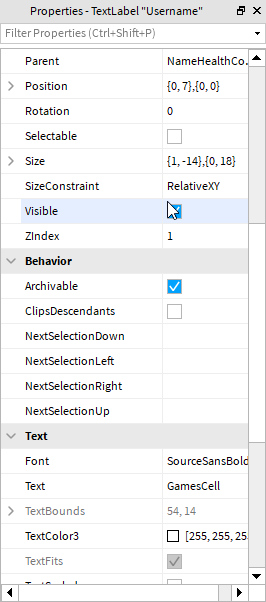 Properties - TextLabel "Username"
Filter Properties (Ctrl+Shift+P)
Parent NameHealthCo...
Position {0, 7},{0, 0}
Rotation 0
Selectable
Size {1, -14},{0, 18}
SizeConstraint RelativeXY
Visible
ZIndex 1
Behavior
Archivable
ClipsDescendants
NextSelectionDown
NextSelectionLeft
NextSelectionRight
NextSelectionUp
Text
Font SourceSansBold
Text GamesCell
TextBounds 54, 14
TextColor3 [255, 255, 25
TextFits